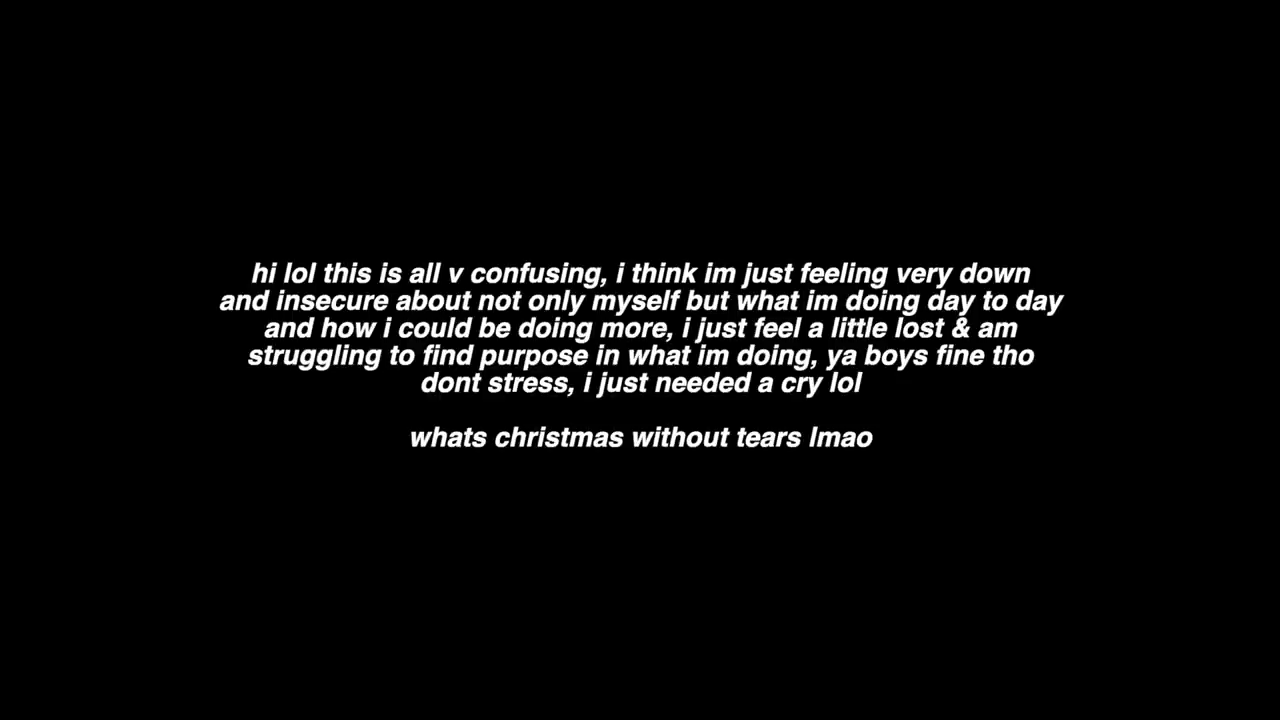 hi lol this is all v confusing, i think im just feeling very down
and insecure about not only myself but what im doing day to day
and how i could be doing more, i just feel a little lost & am
struggling to find purpose in what im doing, ya boys fine tho
dont stress, i just needed a cry lol
whats christmas without tears lmao